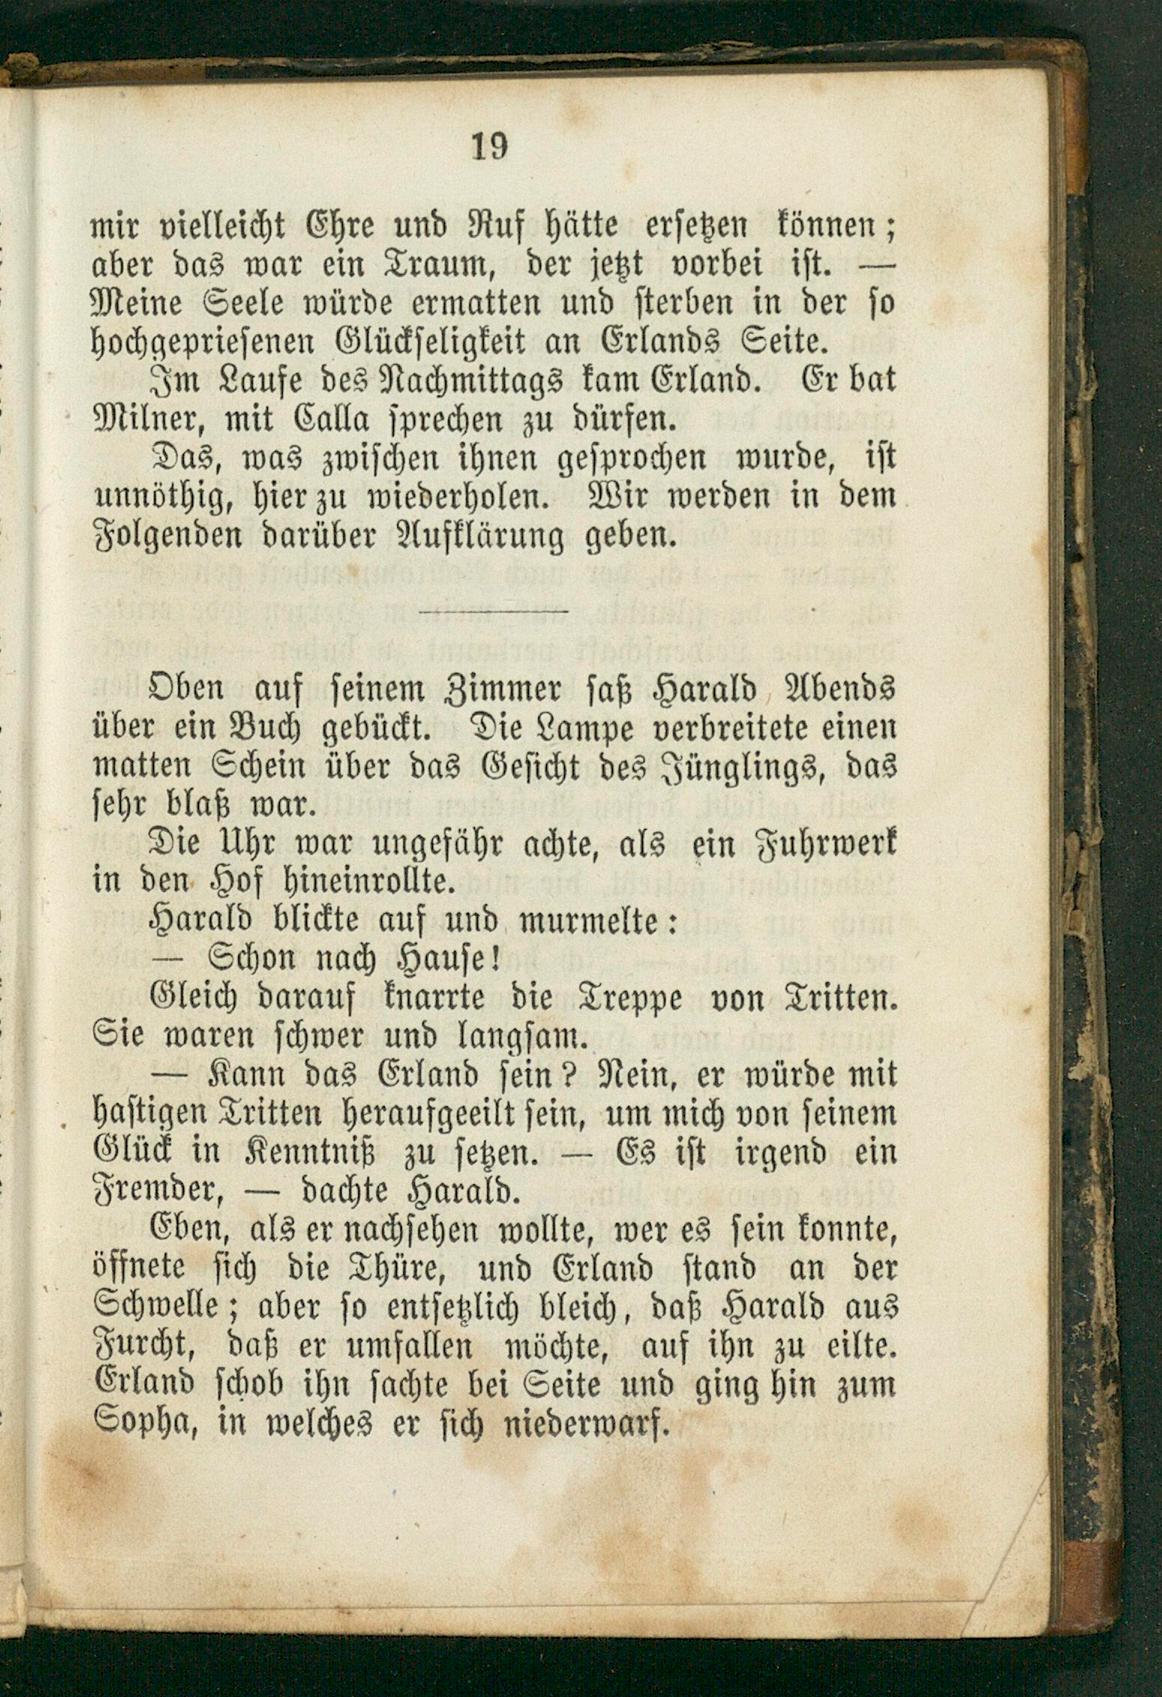 19
mir vielleicht Ehre und Ruf hätte ersetzen können;
aber das war ein Traum, der jetzt vorbei ist. —
Meine Seele würde ermatten und sterben in der so
hochgepriesenen Glückseligkeit an Erlands Seite.
Im Laufe des Nachmittags kam Erland. Er bat
Milner, mit Calla sprechen zu dürfen.
Das, was zwischen ihnen gesprochen wurde, ist
unnöthig, hier zu wiederholen. Wir werden in dem
Folgenden darüber Aufklärung geben.
Oben auf seinem Zimmer saß Harald Abends
über ein Buch gebückt. Die Lampe verbreitete einen
matten Schein über das Gesicht des Jünglings, das
sehr blaß war.
Die Uhr war ungefähr achte, als ein Fuhrwerk
in den Hof hineinrollte.
Harald blickte auf und murmelte:
— Schon nach Hause!
Gleich darauf knarrte die Treppe von Tritten.
Sie waren schwer und langsam.
— Kann das Erland sein? Nein, er würde mit
hastigen Tritten heraufgeeilt sein, um mich von seinem
Glück in Kenntniß zu setzen. — Es ist irgend ein
Fremder, — dachte Harald.
Eben, als er nachsehen wollte, wer es sein konnte,
öffnete sich die Thüre, und Erland stand an der
Schwelle; aber so entsetzlich bleich, daß Harald aus
Furcht, daß er umfallen möchte, auf ihn zu eilte.
Erland schob ihn sachte bei Seite und ging hin zum
Sopha, in welches er sich niederwarf.